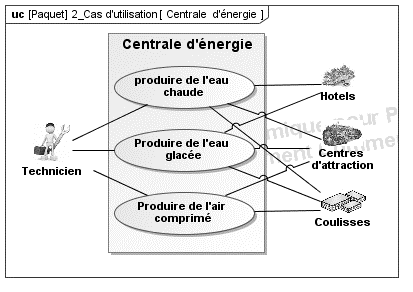 uc [Paquet] 2_Cas d'utilisation [ Centrale d'énergie ]
Centrale d'énergie
produire de l'eau
chaude
Hotels
Produire de l'eau
glacée
Centres
d'attraction
Technicien
Produire de l'air
comprimé
Coulisses